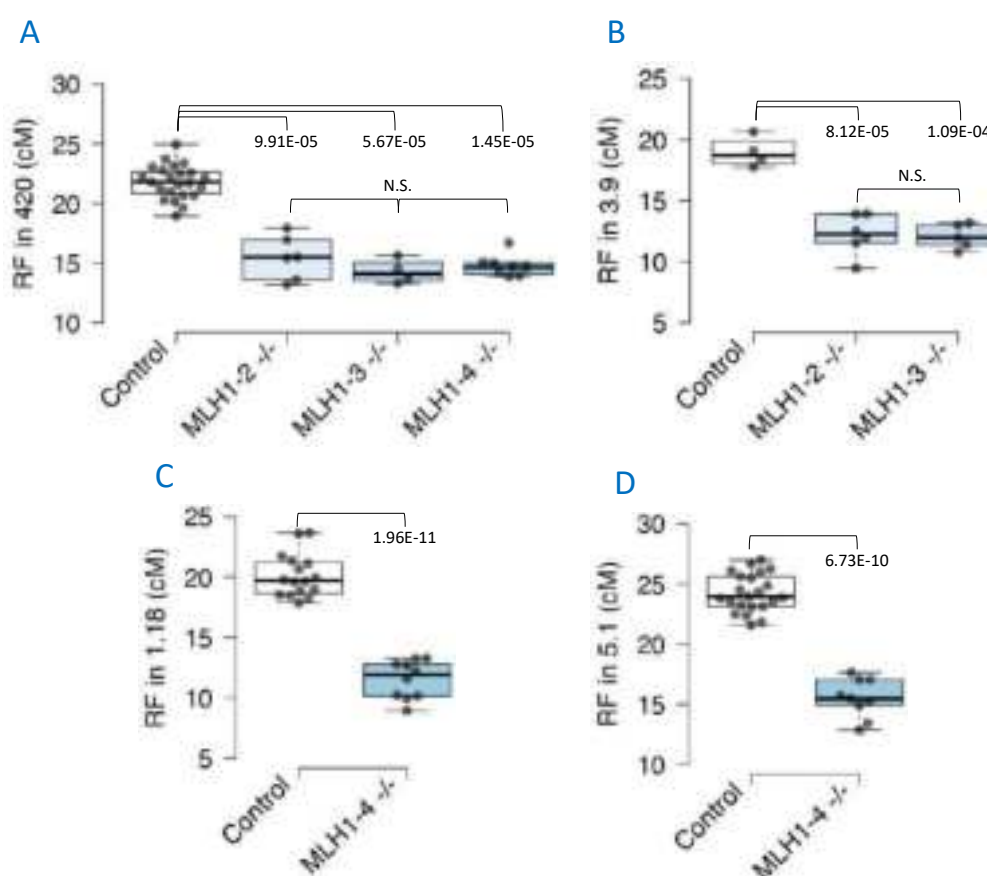 A
RF in 420 (cM)
30
25
20
15
10
9.91E-05
5.67E-05
1.45E-05
N.S.
Control
MLH1-2 -/-
MLH1-3 -/-
MLH1-4 -/-
B
RF in 3.9 (cM)
25
20
15
10
5
8.12E-05
1.09E-04
N.S.
Control
MLH1-2 -/-
MLH1-3 -/-
C
RF in 1.18 (cM)
25
20
15
10
5
1.96E-11
Control
MLH1-4 -/-
D
RF in 5.1 (cM)
30
25
20
15
10
6.73E-10
Control
MLH1-4 -/-